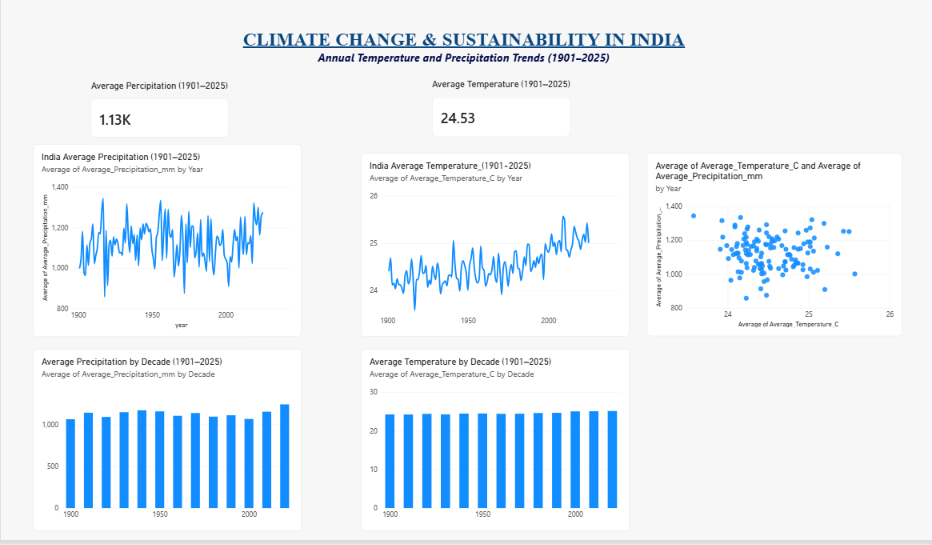 CLIMATE CHANGE & SUSTAINABILITY IN INDIA
Annual Temperature and Precipitation Trends (1901–2025)
Average Percipitation (1901–2025)
1.13K
Average Temperature (1901–2025)
24.53
India Average Precipitation (1901–2025)
Average of Average_Precipitation_mm by Year
Average of Average_Precipitation_mm
1,400
1,200
1,000
800
1900
1950
2000
year
India Average Temperature_(1901-2025)
Average of Average_Temperature_C by Year
26
25
24
1900
1950
2000
Average of Average_Temperature_C and Average of
Average_Precipitation_mm
by Year
Average of Average_Precipitation_...
1,400
1,200
1,000
800
24
25
26
Average of Average_Temperature_C
Average Precipitation by Decade (1901–2025)
Average of Average_Precipitation_mm by Decade
1,000
500
0
1900
1950
2000
Average Temperature by Decade (1901–2025)
Average of Average_Temperature_C by Decade
30
20
10
0
1900
1950
2000